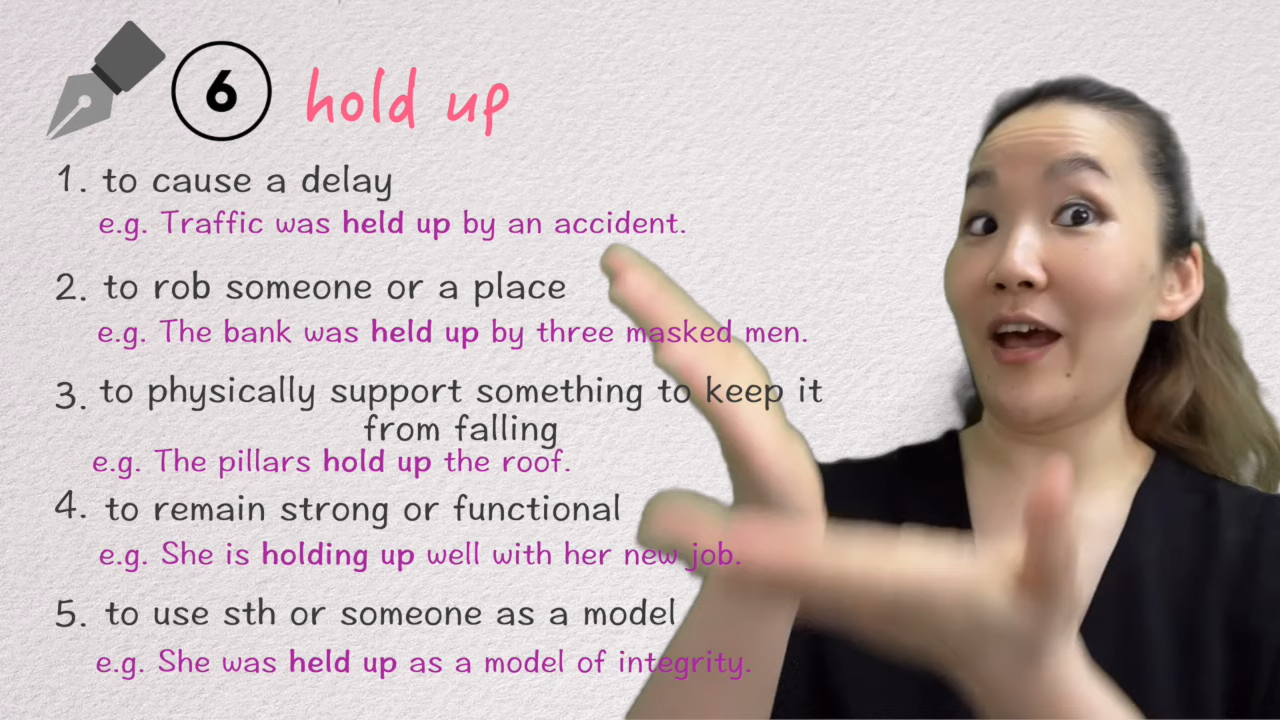 6 hold up
1. to cause a delay
e.g. Traffic was held up by an accident.
2. to rob someone or a place
e.g. The bank was held up by three masked men.
3. to physically support something to keep it
from falling
e.g. The pillars hold up the roof.
4. to remain strong or functional
e.g. She is holding up well with her new job.
5. to use sth or someone as a model
e.g. She was held up as a model of integrity.